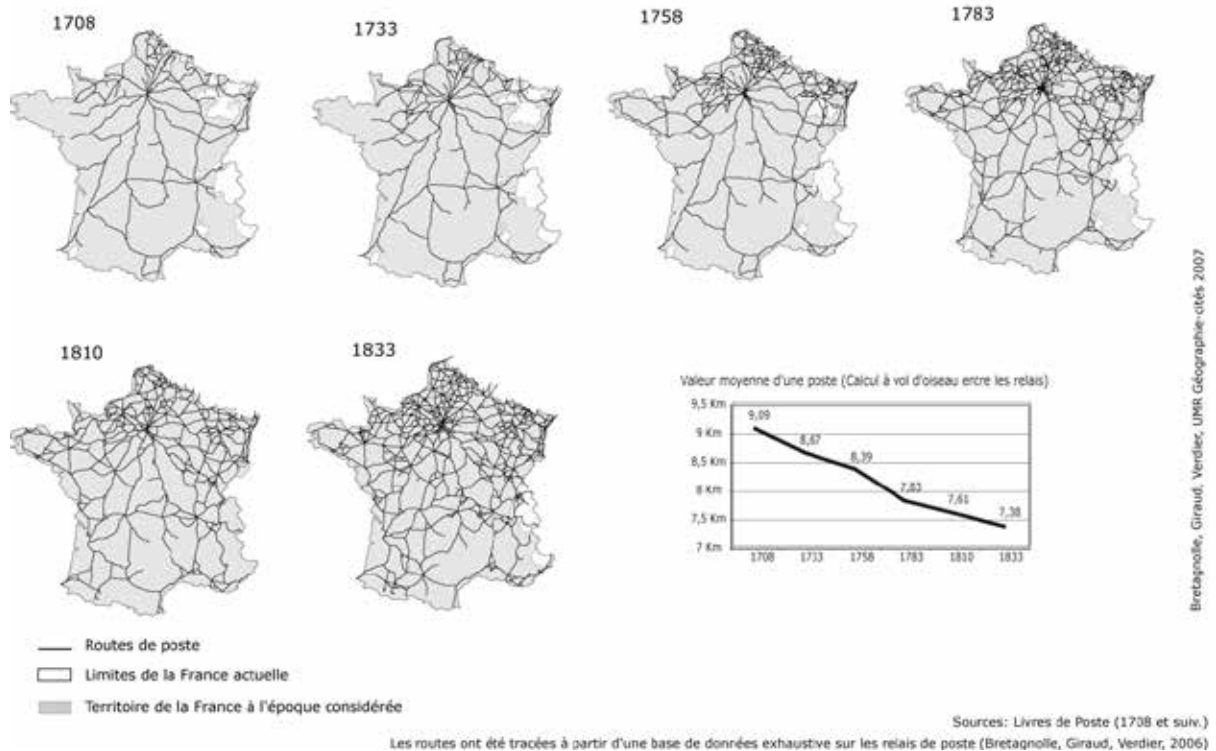 1708
1733
1758
1783
1810
1833
Valeur moyenne d'une poste (Calcul à vol d'oiseau entre les relais)
9,5 Km
9 Km
8,5 Km
8 Km
7,5 Km
7 Km
9,09
8,67
8,39
7,83
7,61
7,38
1708 1733 1758 1783 1810 1833
Routes de poste
Limites de la France actuelle
Territoire de la France à l'époque considérée
Bretagnolle, Giraud, Verdier, UMR Géographie-cités 2007
Sources: Livres de Poste (1708 et suiv.)
Les routes ont été tracées à partir d'une base de données exhaustive sur les relais de poste (Bretagnolle, Giraud, Verdier, 2006)